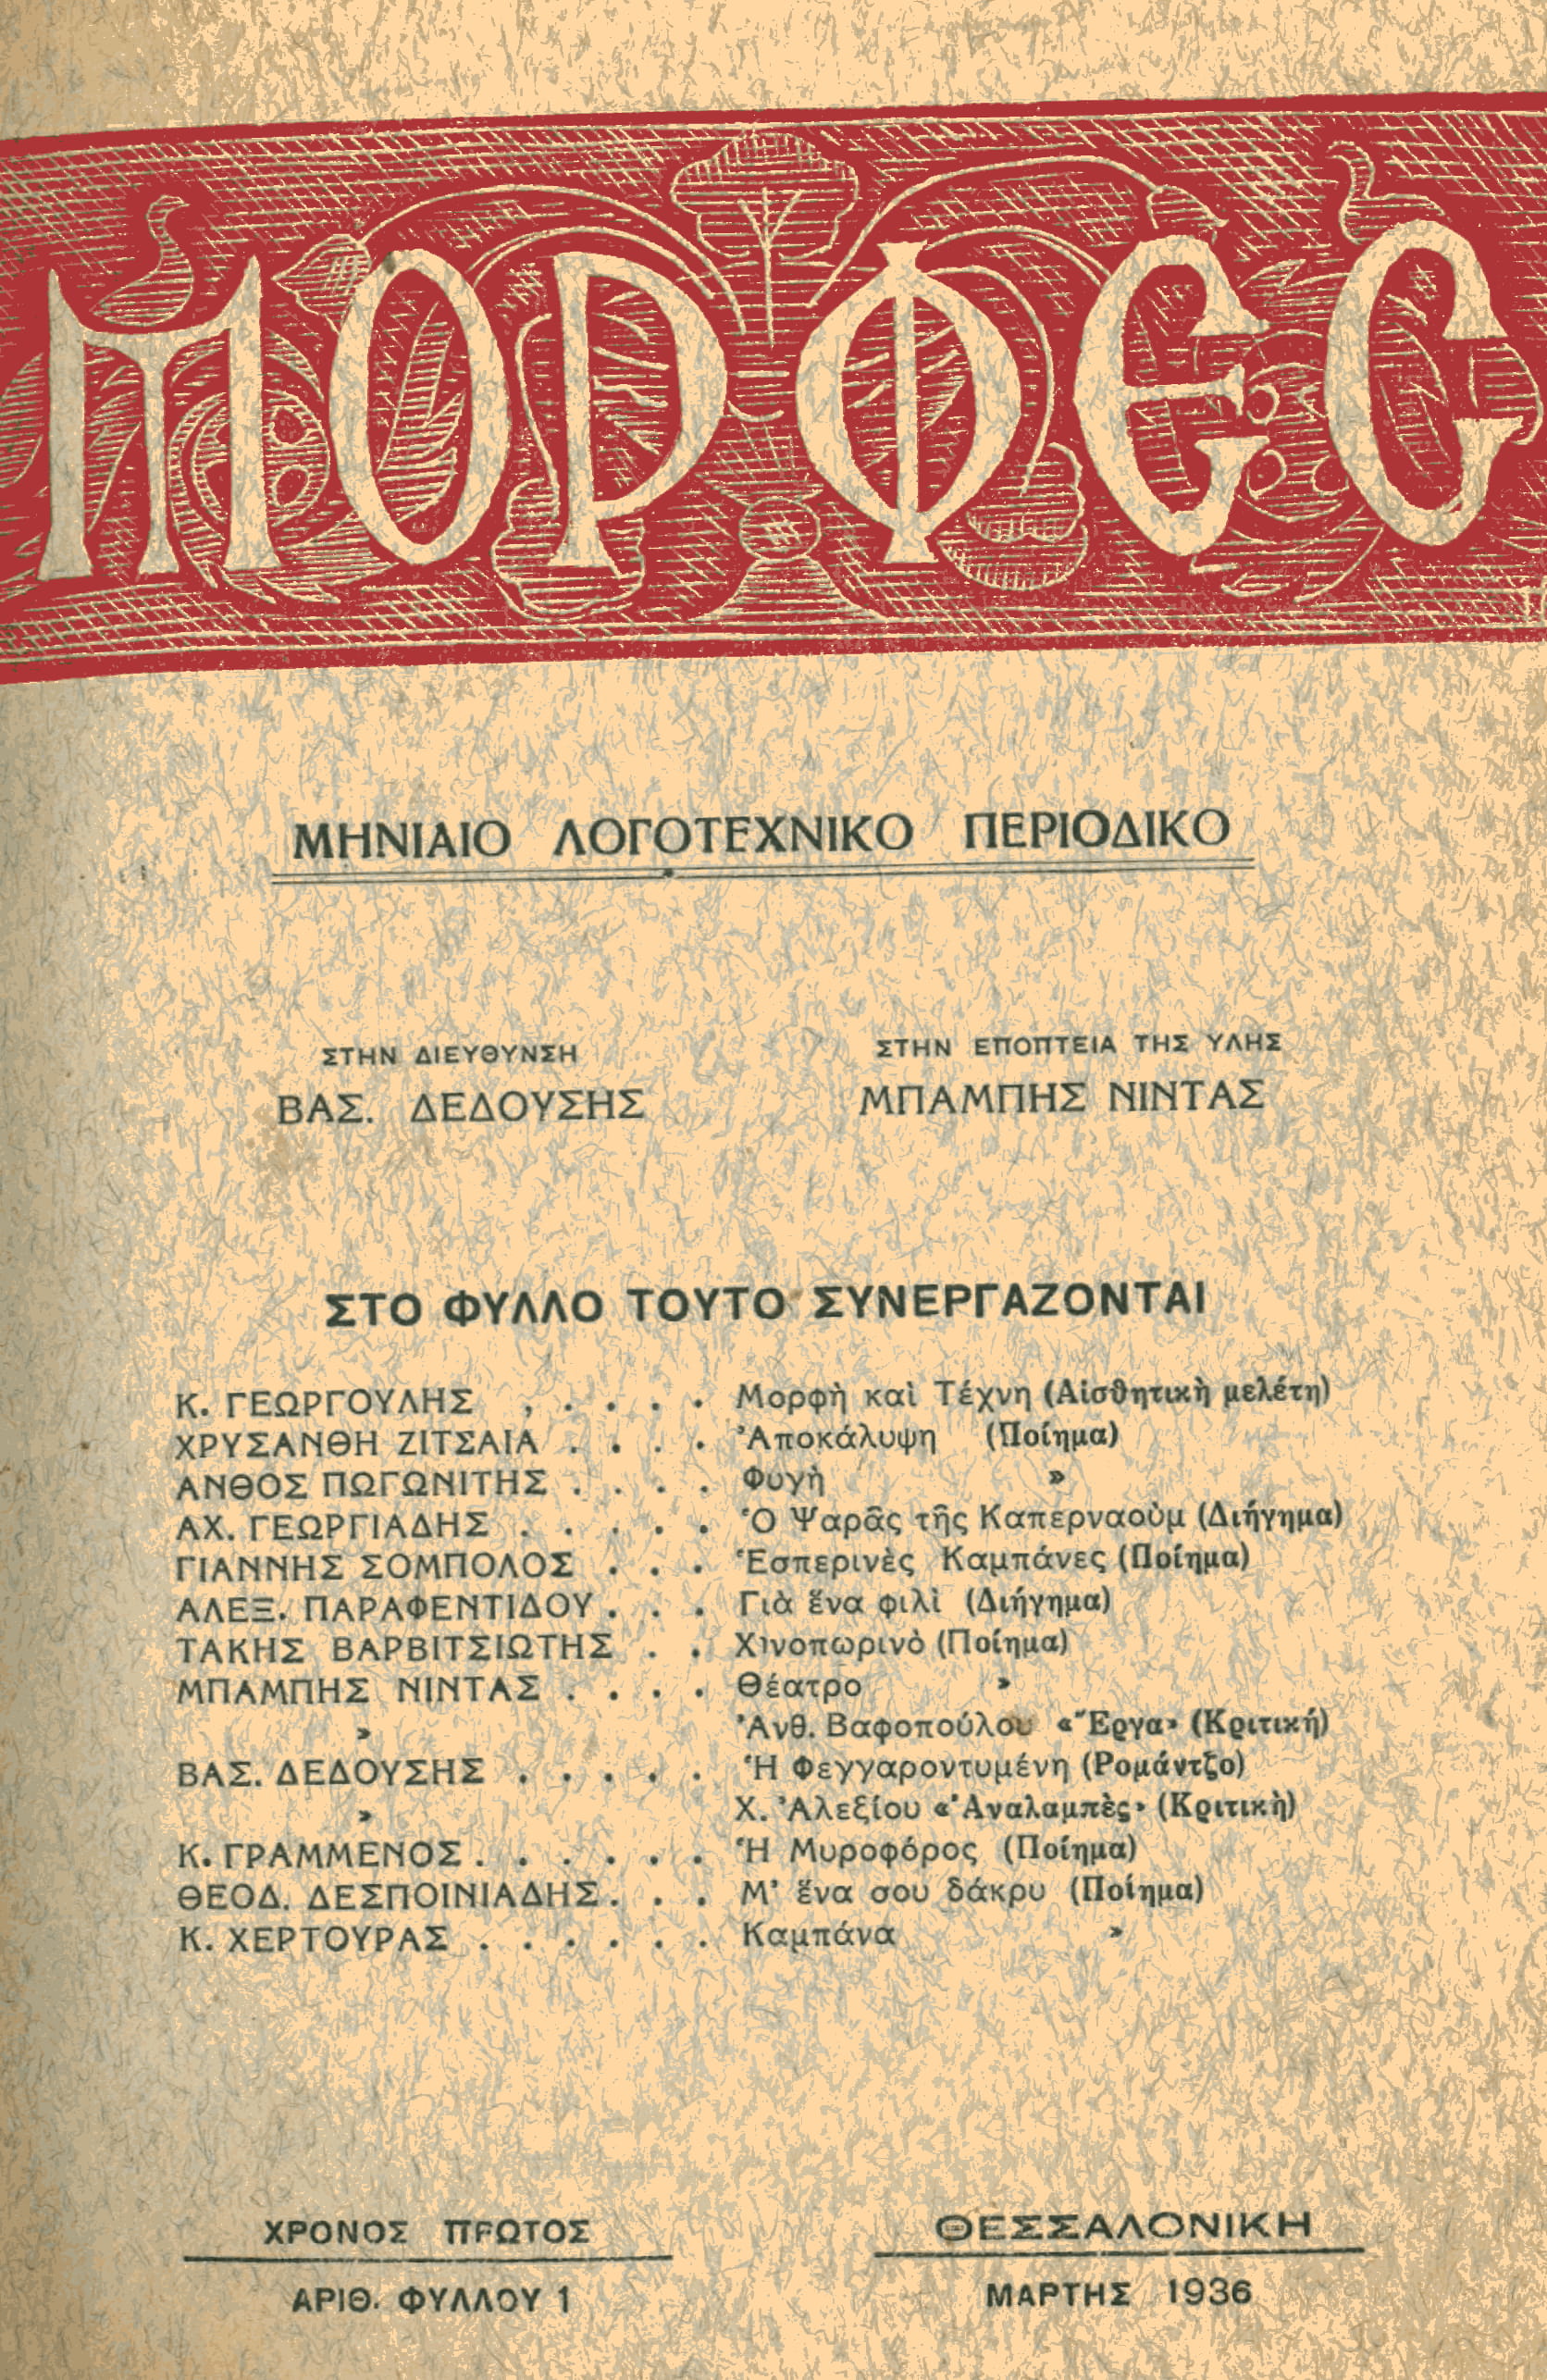 ΜΟΡΦΕΣ
ΜΗΝΙΑΙΟ ΛΟΓΟΤΕΧΝΙΚΟ ΠΕΡΙΟΔΙΚΟ
ΣΤΗΝ ΔΙΕΥΘΥΝΣΗ
ΒΑΣ. ΔΕΔΟΥΣΗΣ
ΣΤΗΝ ΕΠΟΠΤΕΙΑ ΤΗΣ ΥΛΗΣ
ΜΠΑΜΠΗΣ ΝΙΝΤΑΣ
ΣΤΟ ΦΥΛΛΟ ΤΟΥΤΟ ΣΥΝΕΡΓΑΖΟΝΤΑΙ
Κ. ΓΕΩΡΓΟΥΛΗΣ , . . . . Μορφὴ καὶ Τέχνη (Αἰσθητικὴ μελέτη)
ΧΡΥΣΑΝΘΗ ΖΙΤΣΑΙΑ . . . . Ἀποκάλυψη (Ποίημα)
ΑΝΘΟΣ ΠΩΓΩΝΙΤΗΣ . . . . Φυγὴ »
ΑΧ. ΓΕΩΡΓΙΑΔΗΣ . . . . . Ὁ Ψαρᾶς τῆς Καπερναοὺμ (Διήγημα)
ΓΙΑΝΝΗΣ ΣΟΜΠΟΛΟΣ . . . Ἑσπερινὲς Καμπάνες (Ποίημα)
ΑΛΕΞ. ΠΑΡΑΦΕΝΤΙΔΟΥ . . . Γιὰ ἕνα φιλὶ (Διήγημα)
ΤΑΚΗΣ ΒΑΡΒΙΤΣΙΩΤΗΣ . . Χινοπωρινὸ (Ποίημα)
ΜΠΑΜΠΗΣ ΝΙΝΤΑΣ . . . . Θέατρο »
» Ἀνθ. Βαφοπούλου «Ἔργα» (Κριτική)
ΒΑΣ. ΔΕΔΟΥΣΗΣ . . . . . Ἡ Φεγγαροντυμένη (Ρομάντζο)
» Χ. Ἀλεξίου «Ἀναλαμπὲς» (Κριτικὴ)
Κ. ΓΡΑΜΜΕΝΟΣ . . . . . . Ἡ Μυροφόρος (Ποίημα)
ΘΕΟΔ. ΔΕΣΠΟΙΝΙΑΔΗΣ . . . Μ' ἕνα σου δάκρυ (Ποίημα)
Κ. ΧΕΡΤΟΥΡΑΣ . . . . . . Καμπάνα »
ΧΡΟΝΟΣ ΠΡΩΤΟΣ
ΑΡΙΘ. ΦΥΛΛΟΥ 1
ΘΕΣΣΑΛΟΝΙΚΗ
ΜΑΡΤΗΣ 1936